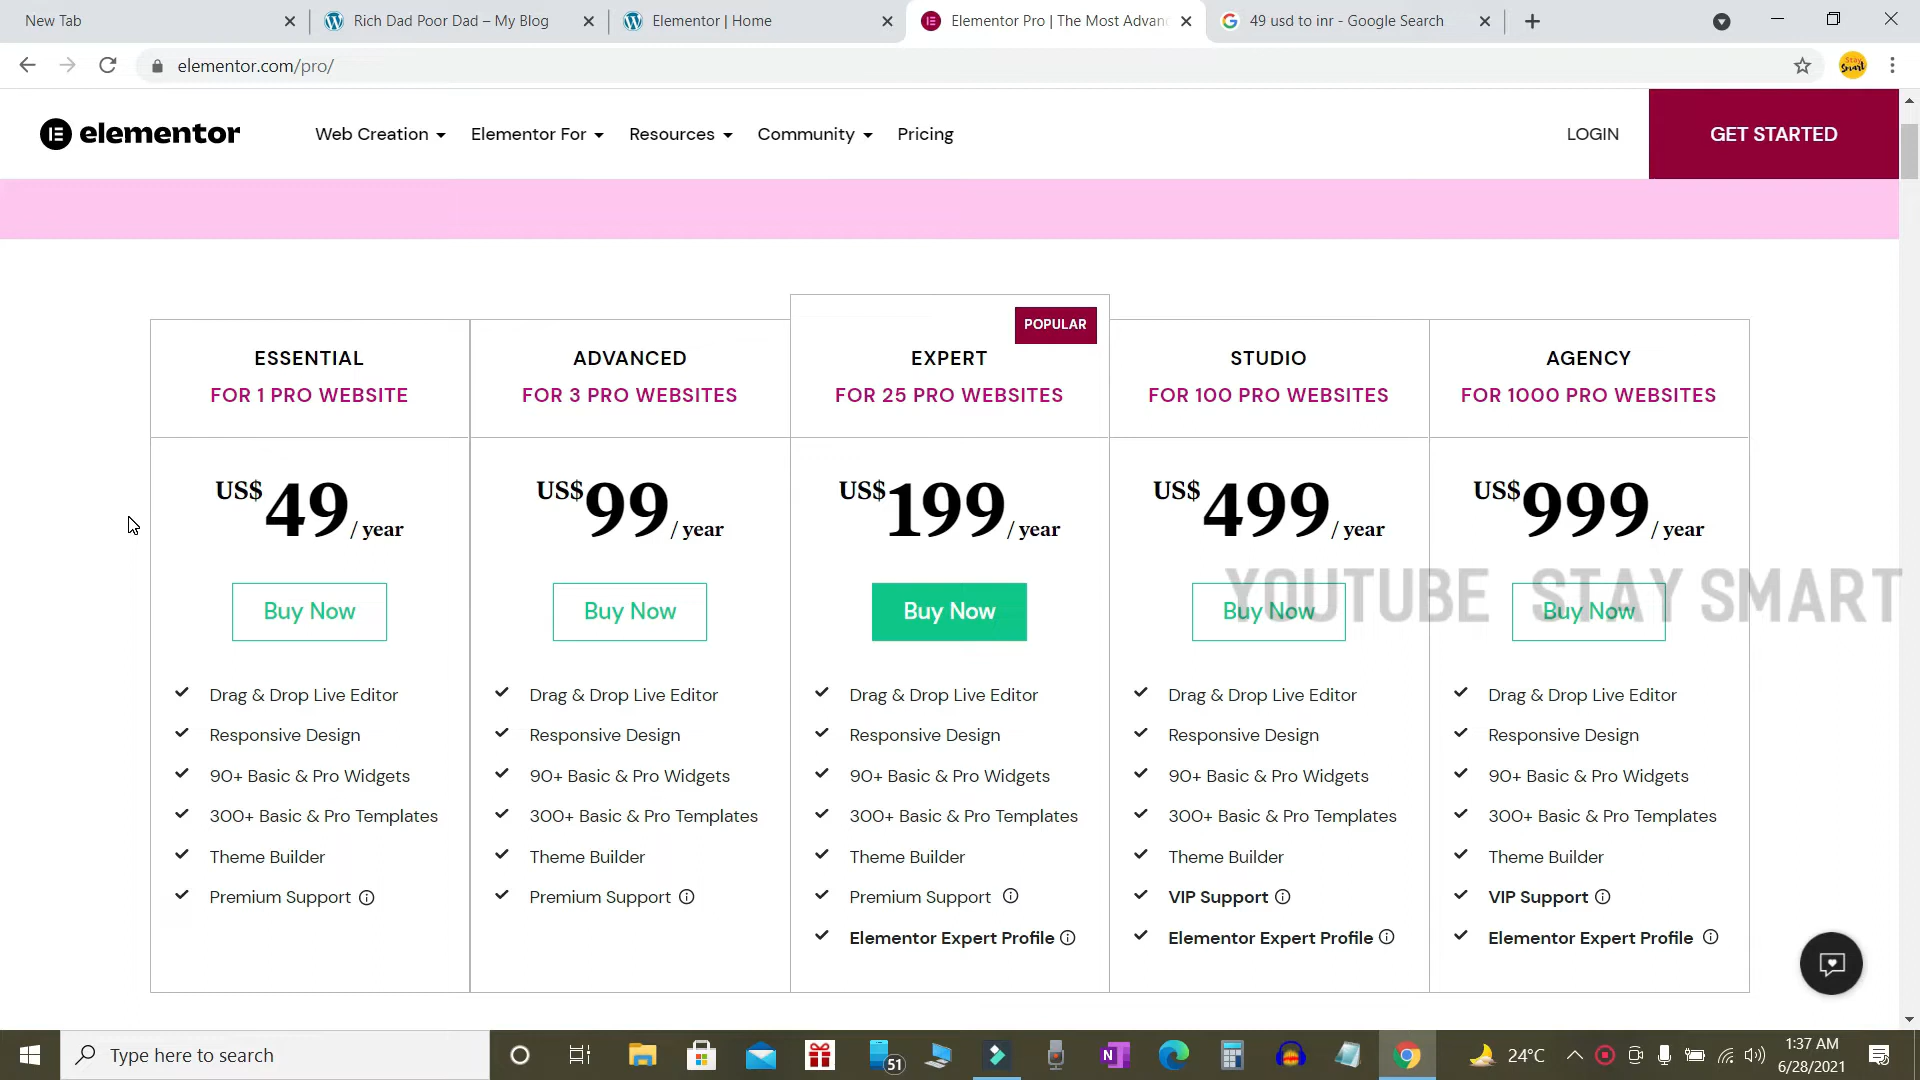 New Tab
Rich Dad Poor Dad – My Blog
Elementor | Home
Elementor Pro | The Most Advan
49 usd to inr - Google Search
elementor.com/pro/
Stay Smart
elementor
Web Creation
Elementor For
Resources
Community
Pricing
LOGIN
GET STARTED
POPULAR
ESSENTIAL
FOR 1 PRO WEBSITE
US$49/ year
Buy Now
Drag & Drop Live Editor
Responsive Design
90+ Basic & Pro Widgets
300+ Basic & Pro Templates
Theme Builder
Premium Support
ADVANCED
FOR 3 PRO WEBSITES
US$99/ year
Buy Now
Drag & Drop Live Editor
Responsive Design
90+ Basic & Pro Widgets
300+ Basic & Pro Templates
Theme Builder
Premium Support
EXPERT
FOR 25 PRO WEBSITES
US$199/ year
Buy Now
Drag & Drop Live Editor
Responsive Design
90+ Basic & Pro Widgets
300+ Basic & Pro Templates
Theme Builder
Premium Support
Elementor Expert Profile
STUDIO
FOR 100 PRO WEBSITES
US$499/ year
Buy Now
Drag & Drop Live Editor
Responsive Design
90+ Basic & Pro Widgets
300+ Basic & Pro Templates
Theme Builder
VIP Support
Elementor Expert Profile
AGENCY
FOR 1000 PRO WEBSITES
US$999/ year
Buy Now
Drag & Drop Live Editor
Responsive Design
90+ Basic & Pro Widgets
300+ Basic & Pro Templates
Theme Builder
VIP Support
Elementor Expert Profile
YOUTUBE STAY SMART
Type here to search
51
24°C
1:37 AM
6/28/2021